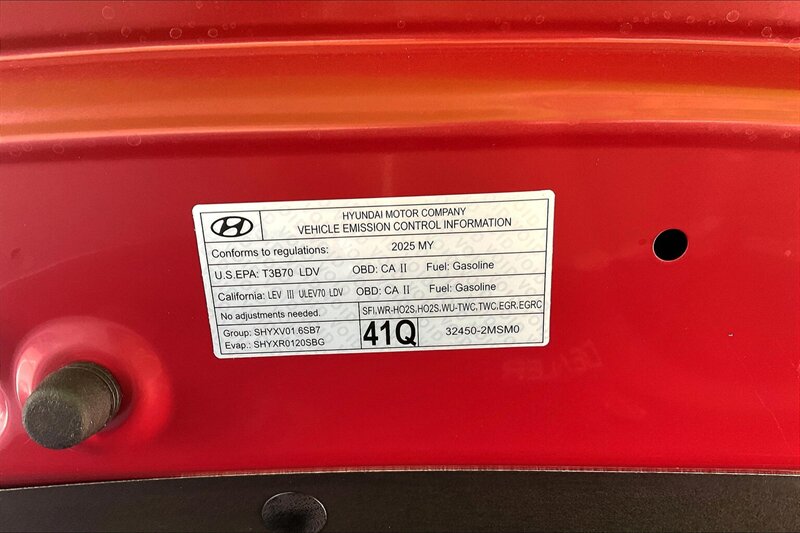 HYUNDAI MOTOR COMPANY
VEHICLE EMISSION CONTROL INFORMATION
Conforms to regulations: 2025 MY
U.S.EPA: T3B70 LDV OBD: CA II Fuel: Gasoline
California: LEV III ULEV70 LDV OBD: CA II Fuel: Gasoline
No adjustments needed. SFI,WR-HO2S,HO2S,WU-TWC,TWC,EGR,EGRC
Group: SHYXV01.6SB7
Evap.: SHYXR0120SBG
41Q
32450-2MSM0